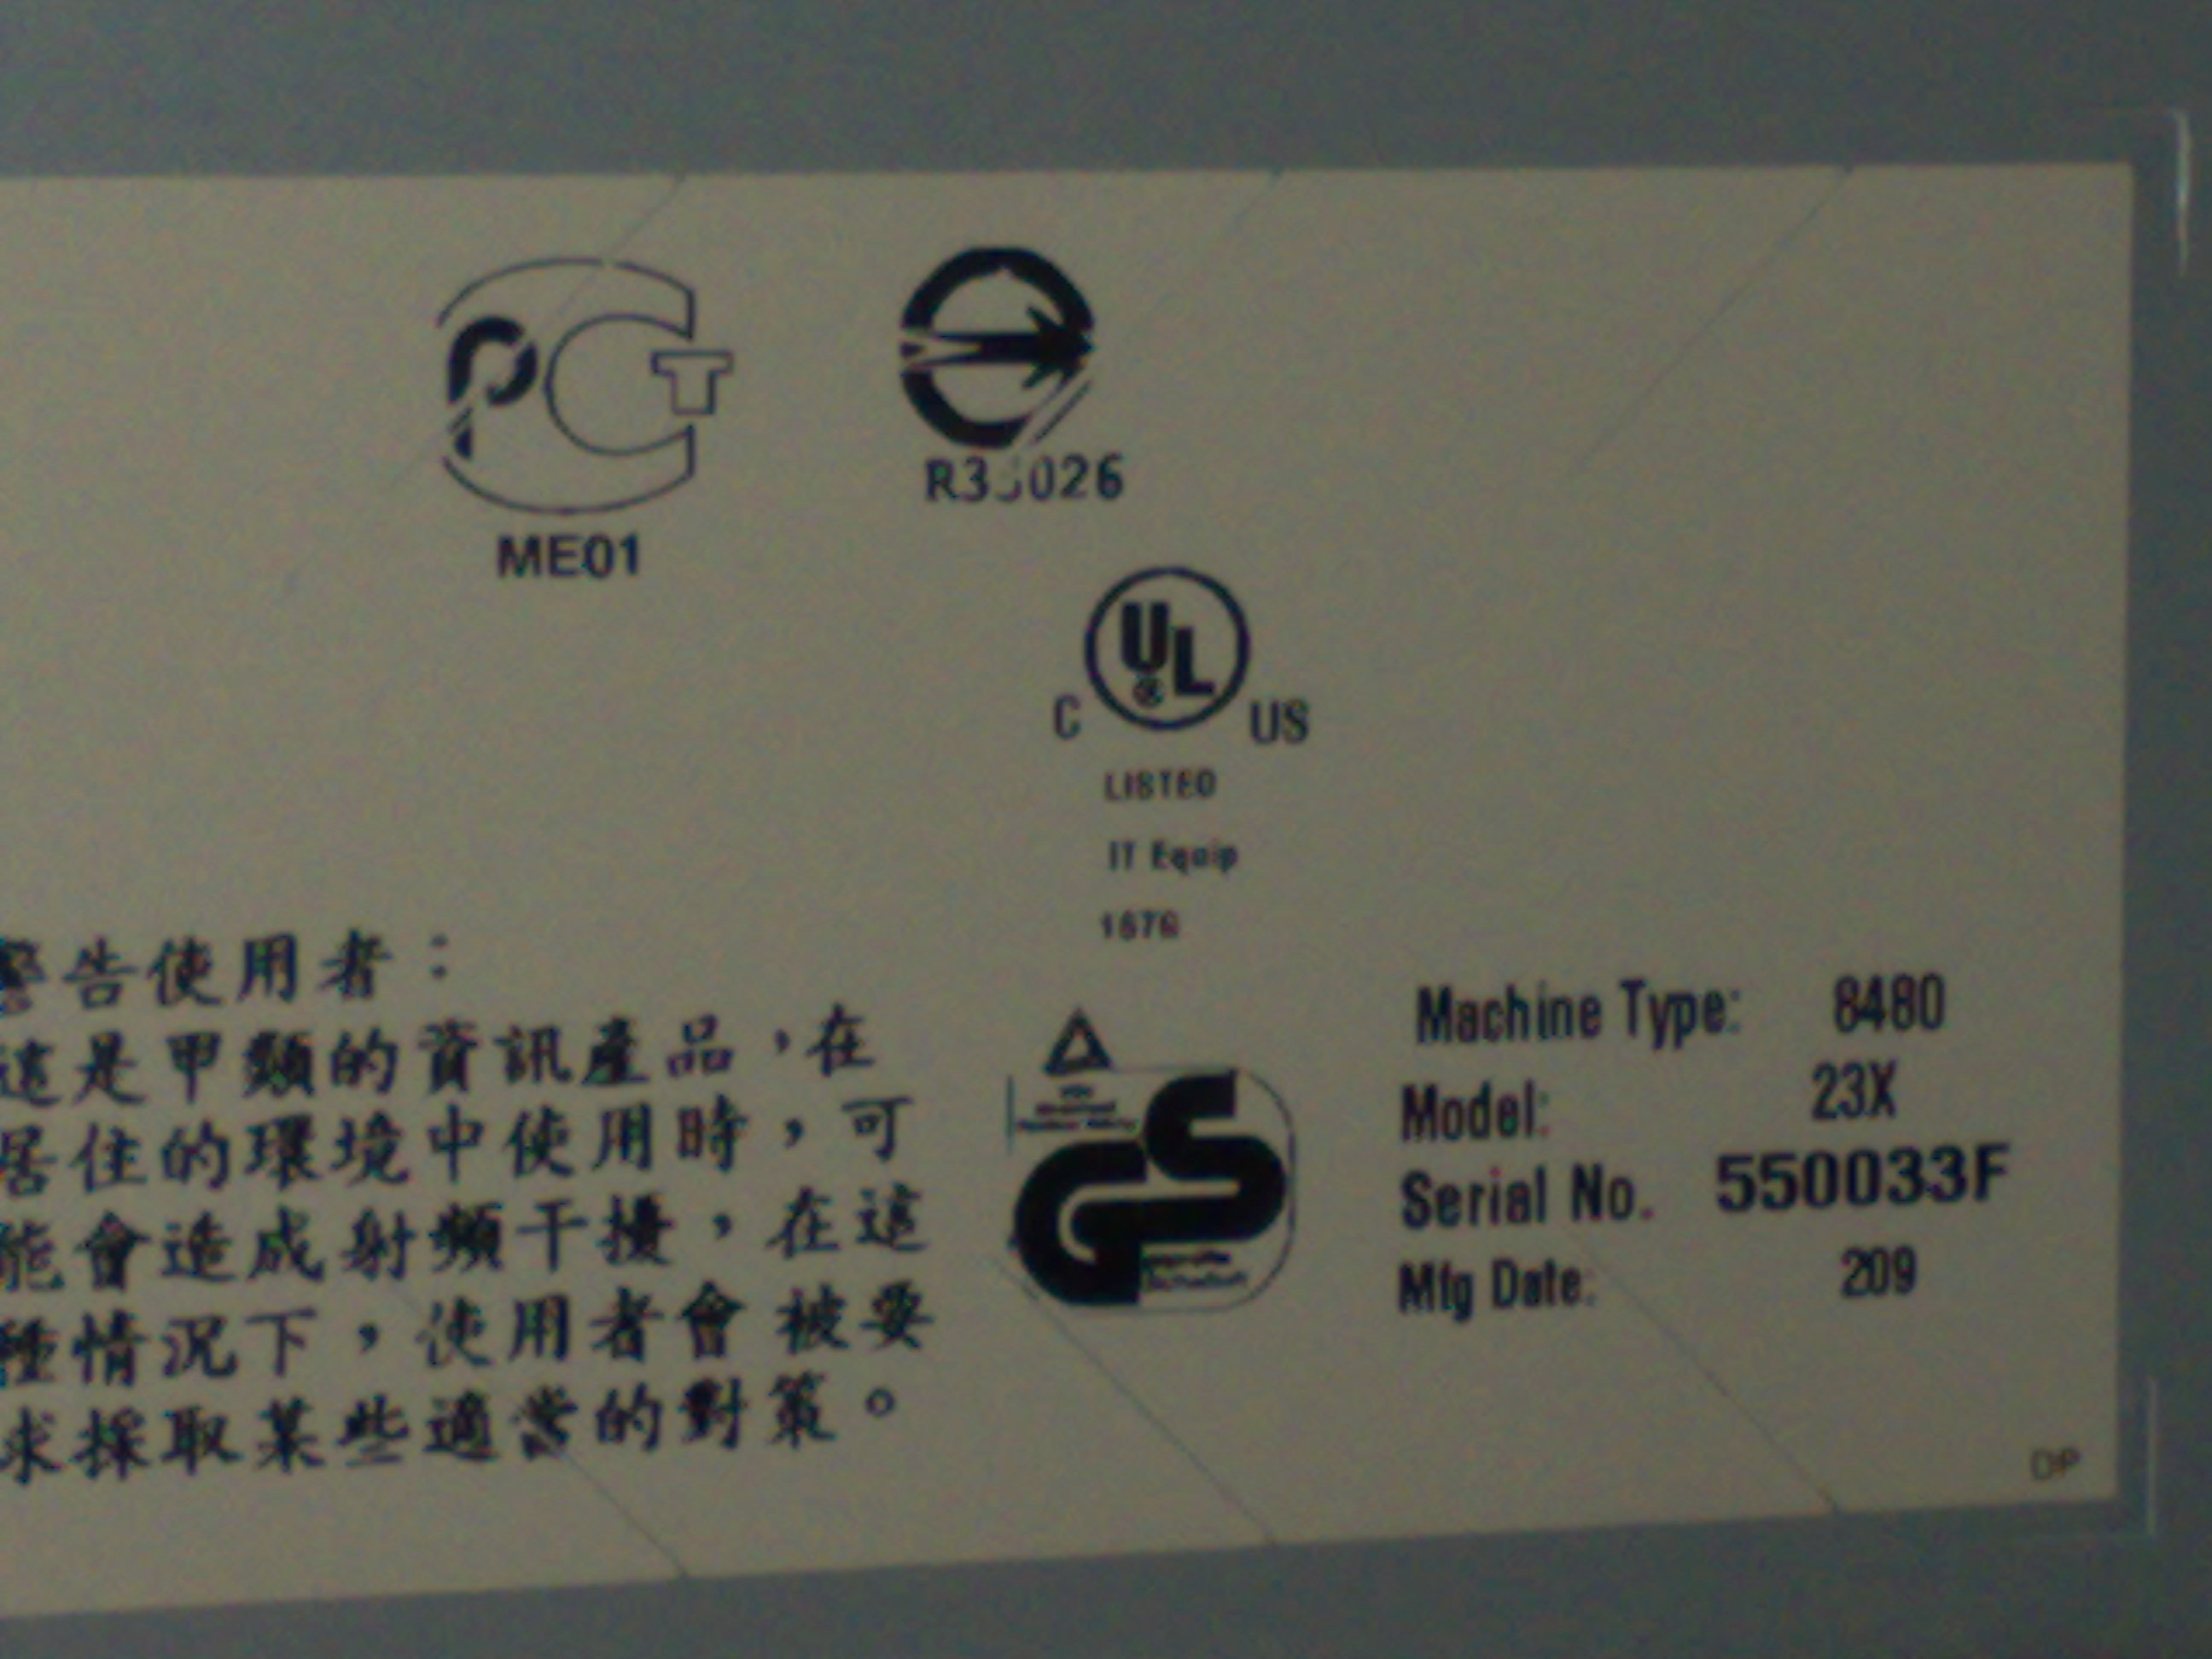 PCT
ME01
R33026
UL
C US
LISTED
IT Equip
警告使用者：
這是甲類的資訊產品，在
居住的環境中使用時，可
能會造成射頻干擾，在這
種情況下，使用者會被要
求採取某些適當的對策。
GS
geprüfte
Sicherheit
Machine Type: 8480
Model: 23X
Serial No. 550033F
Mfg Date: 209
DP